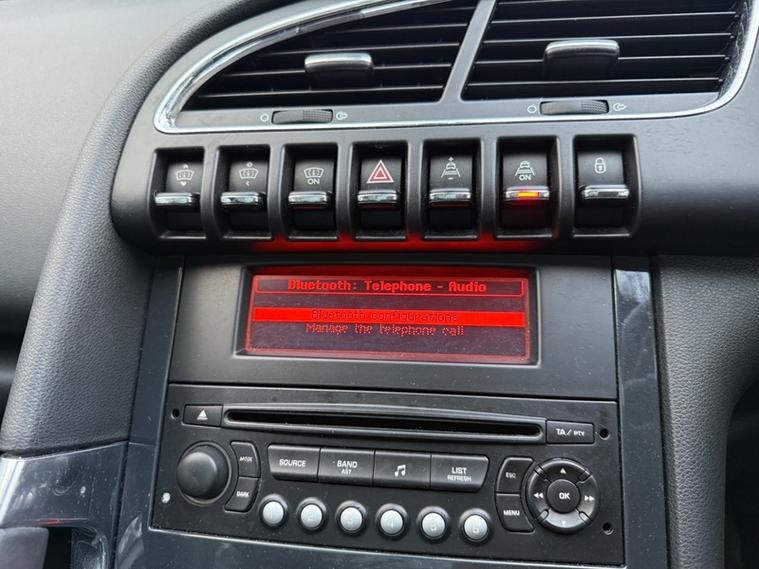 ON
ON
Bluetooth: Telephone - Audio
Bluetooth configurations
Manage the telephone call
TA / PTY
SOURCE
BAND
AST
LIST
REFRESH
DARK
ESC
MENU
OK